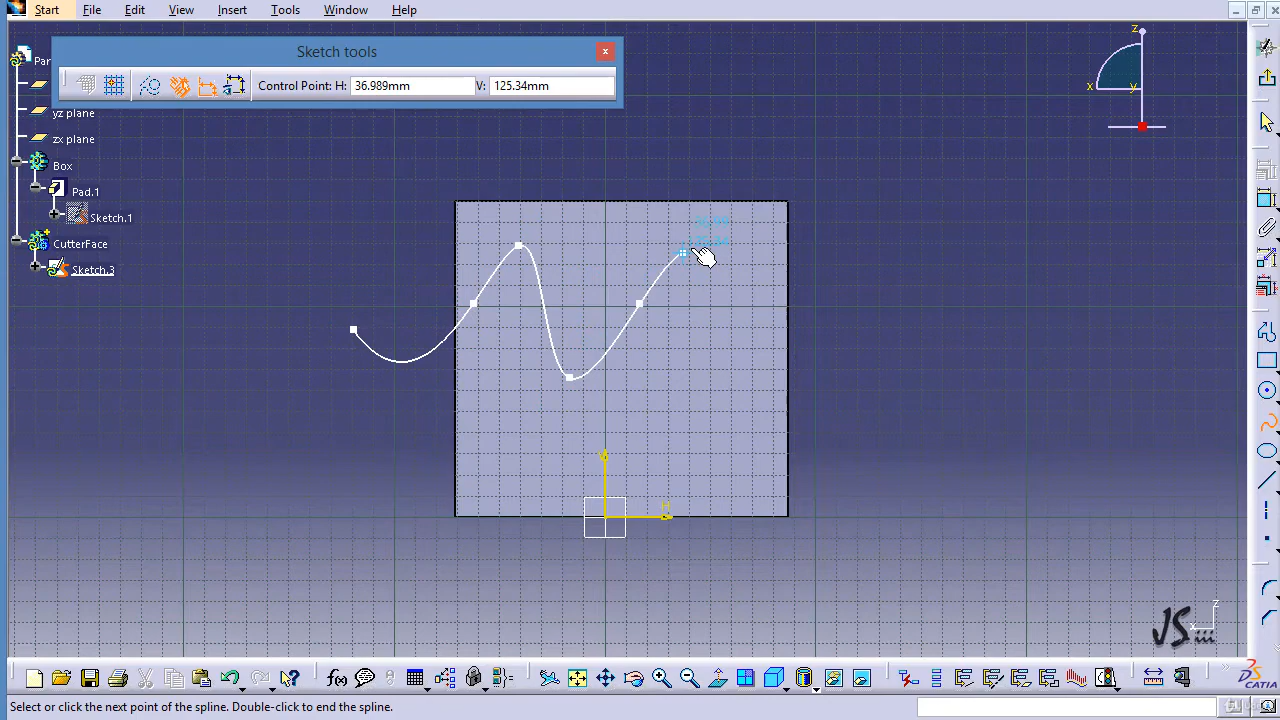 Start File Edit View Insert Tools Window Help
Sketch tools
Control Point: H: 36.989mm V: 125.34mm
yz plane
zx plane
Box
Pad.1
Sketch.1
CutterFace
Sketch.3
z
x
y
V
H
z
x
JS
f(x)
CATIA
Select or click the next point of the spline. Double-click to end the spline.